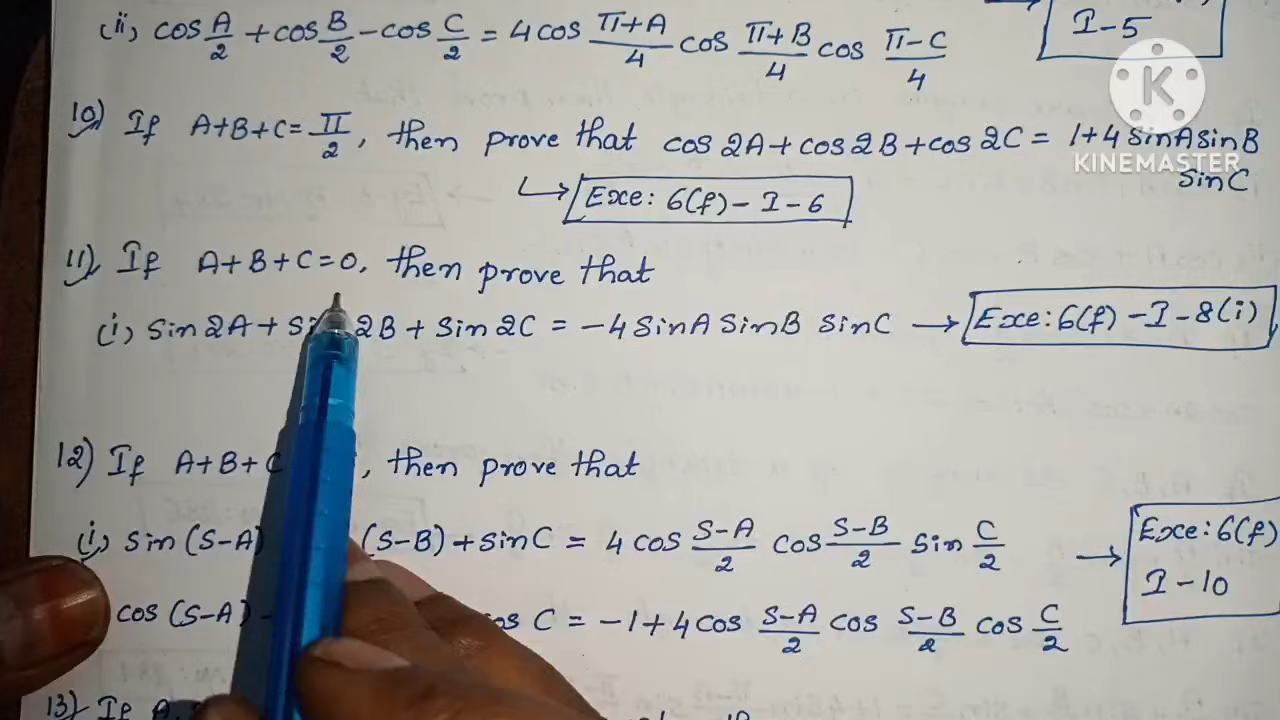 (ii) cos A/2 + cos B/2 - cos C/2 = 4 cos π+A/4 cos π+B/4 cos π-C/4
I-5
K
KINEMASTER
10) If A+B+C = π/2, then prove that cos 2A + cos 2B + cos 2C = 1+4 sinA sinB
sinC
Exe: 6(f) - I - 6
11) If A+B+C=0, then prove that
(i) sin 2A + sin 2B + sin 2C = -4 sinA sinB sinC → Exe: 6(f) - I - 8(i)
12) If A+B+C , then prove that
(i) sin (S-A) (S-B) + sinC = 4 cos S-A/2 cos S-B/2 sin C/2
Exe: 6(f)
I-10
cos (S-A) - cos C = -1+4 cos S-A/2 cos S-B/2 cos C/2
13) If A